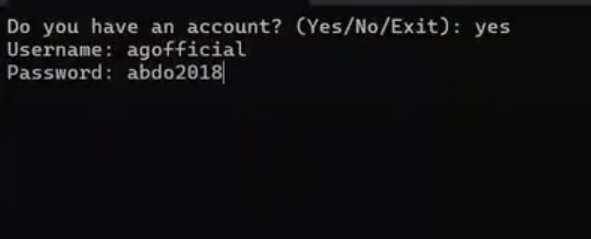 Do you have an account? (Yes/No/Exit): yes
Username: agofficial
Password: abdo2018